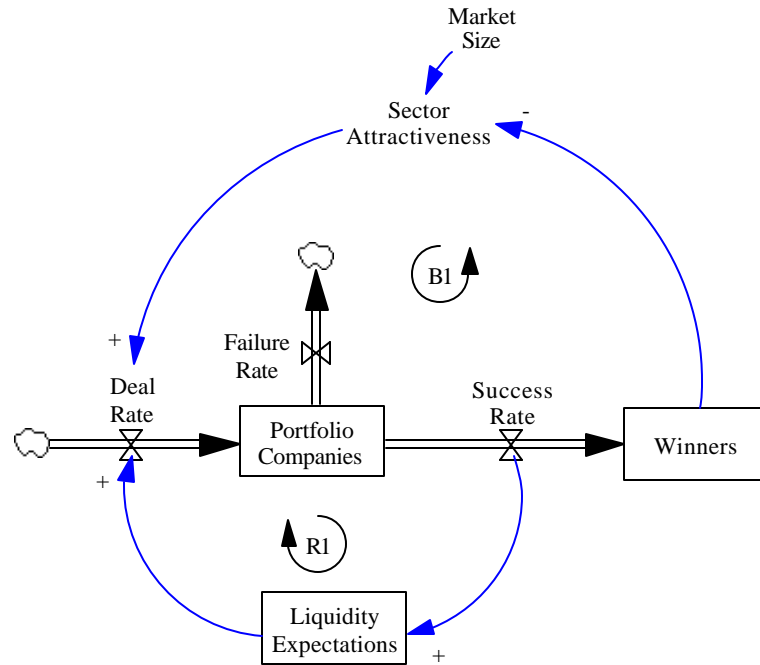 Market
Size
Sector
Attractiveness
-
B1
+
Failure
Rate
Deal
Rate
Success
Rate
Portfolio
Companies
Winners
+
R1
Liquidity
Expectations
+